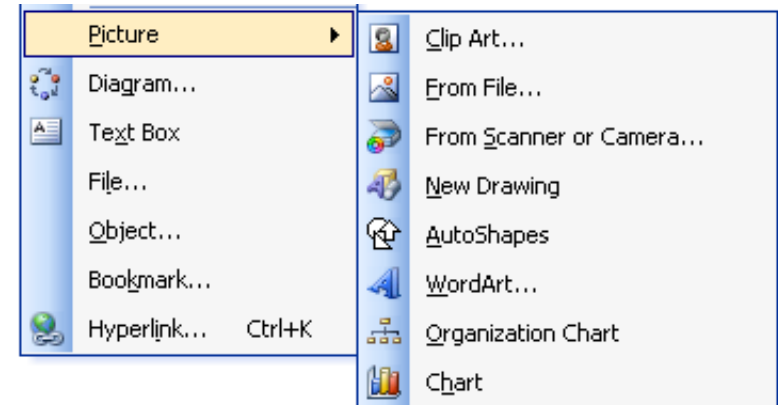 Picture
Diagram...
Text Box
File...
Object...
Bookmark...
Hyperlink... Ctrl+K
Clip Art...
From File...
From Scanner or Camera...
New Drawing
AutoShapes
WordArt...
Organization Chart
Chart